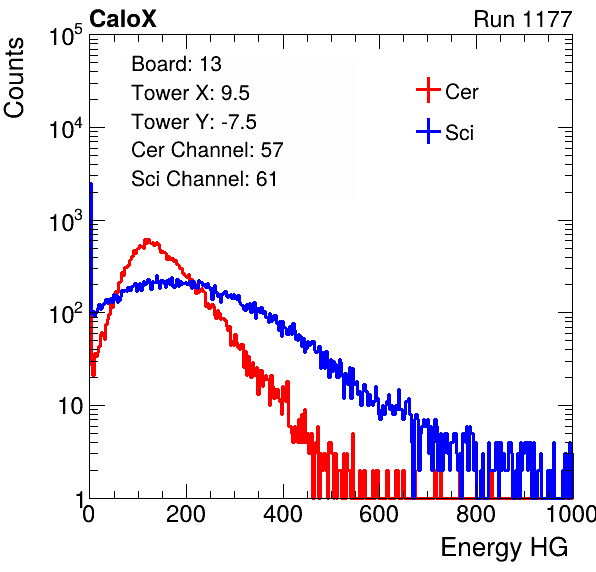 CaloX Run 1177
Counts
10^5
10^4
10^3
10^2
10
1
Board: 13
Tower X: 9.5
Tower Y: -7.5
Cer Channel: 57
Sci Channel: 61
Cer
Sci
0 200 400 600 800 1000
Energy HG